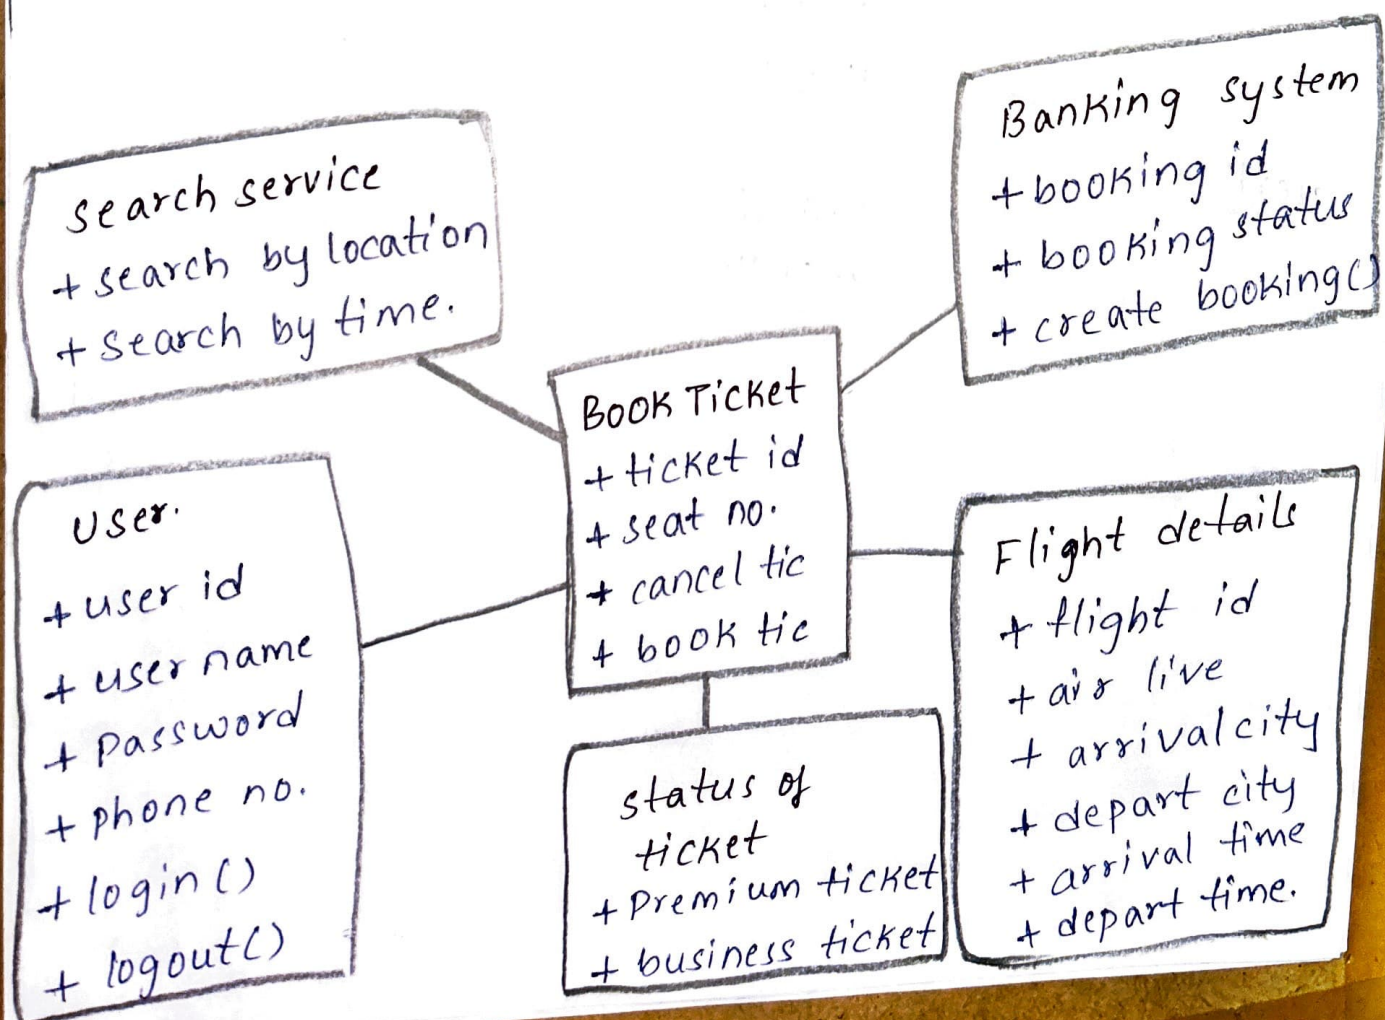 search service
+ search by location
+ search by time.
Banking system
+ booking id
+ booking status
+ create booking()
Book Ticket
+ ticket id
+ seat no.
+ cancel tic
+ book tic
User.
+ user id
+ user name
+ Password
+ phone no.
+ login()
+ logout()
status of
ticket
+ Premium ticket
+ business ticket
Flight details
+ flight id
+ air live
+ arrival city
+ depart city
+ arrival time
+ depart time.